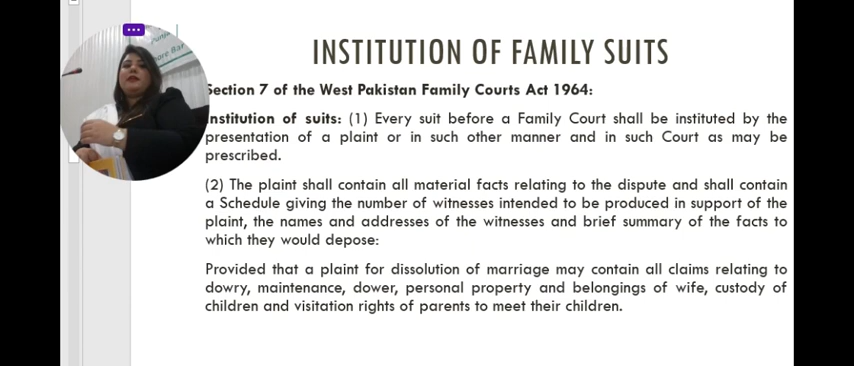 Punja
ore Bar
INSTITUTION OF FAMILY SUITS
Section 7 of the West Pakistan Family Courts Act 1964:
nstitution of suits: (1) Every suit before a Family Court shall be instituted by the
presentation of a plaint or in such other manner and in such Court as may be
prescribed.
(2) The plaint shall contain all material facts relating to the dispute and shall contain
a Schedule giving the number of witnesses intended to be produced in support of the
plaint, the names and addresses of the witnesses and brief summary of the facts to
which they would depose:
Provided that a plaint for dissolution of marriage may contain all claims relating to
dowry, maintenance, dower, personal property and belongings of wife, custody of
children and visitation rights of parents to meet their children.